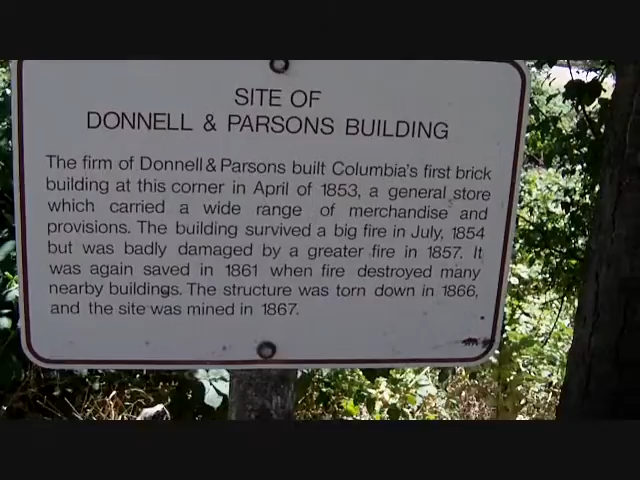 SITE OF
DONNELL & PARSONS BUILDING
The firm of Donnell & Parsons built Columbia's first brick
building at this corner in April of 1853, a general store
which carried a wide range of merchandise and
provisions. The building survived a big fire in July, 1854
but was badly damaged by a greater fire in 1857. It
was again saved in 1861 when fire destroyed many
nearby buildings. The structure was torn down in 1866,
and the site was mined in 1867.